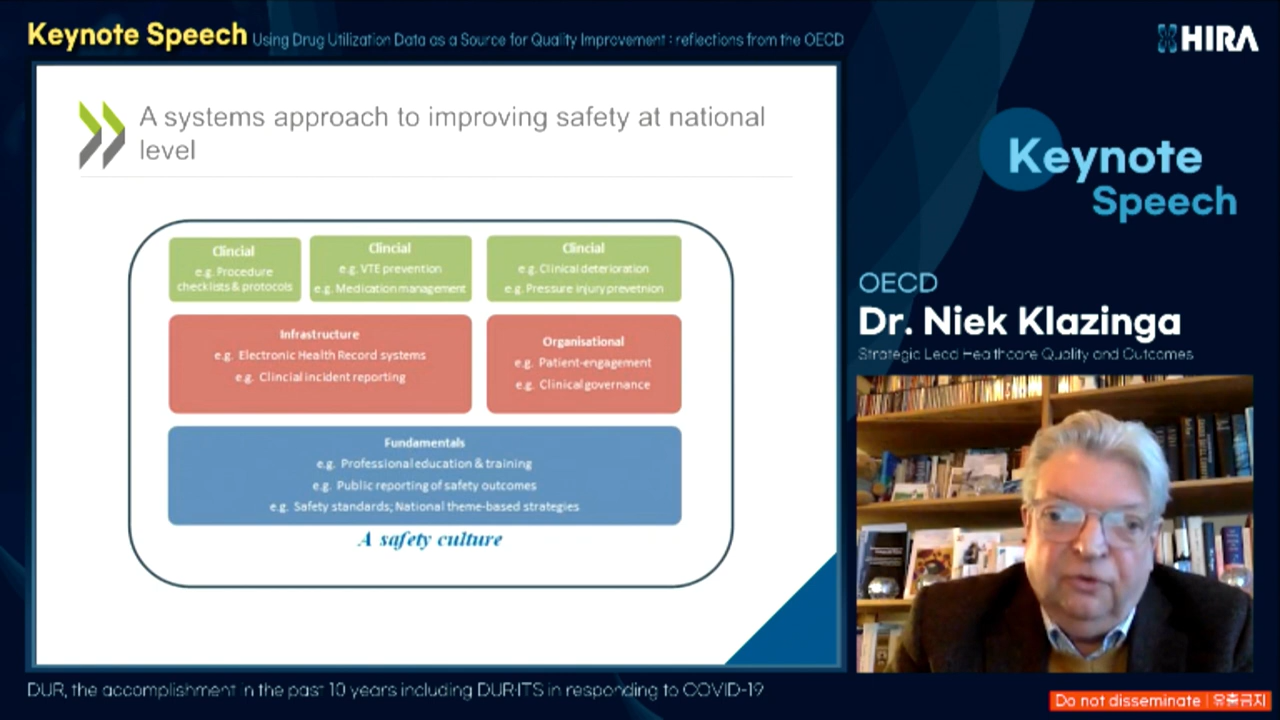 Keynote Speech Using Drug Utilization Data as a Source for Quality Improvement : reflections from the OECD
HIRA
A systems approach to improving safety at national
level
Clincial
e.g. Procedure
checklists & protocols
Clincial
e.g. VTE prevention
e.g. Medication management
Clincial
e.g. Clinical deterioration
e.g. Pressure injury prevetnion
Infrastructure
e.g. Electronic Health Record systems
e.g. Clincial incident reporting
Organisational
e.g. Patient-engagement
e.g. Clinical governance
Fundamentals
e.g. Professional education & training
e.g. Public reporting of safety outcomes
e.g. Safety standards; National theme-based strategies
A safety culture
Keynote
Speech
OECD
Dr. Niek Klazinga
Strategic Lead Healthcare Quality and Outcomes
DUR, the accomplishment in the past 10 years including DUR·ITS in responding to COVID-19
Do not disseminate | 유출금지